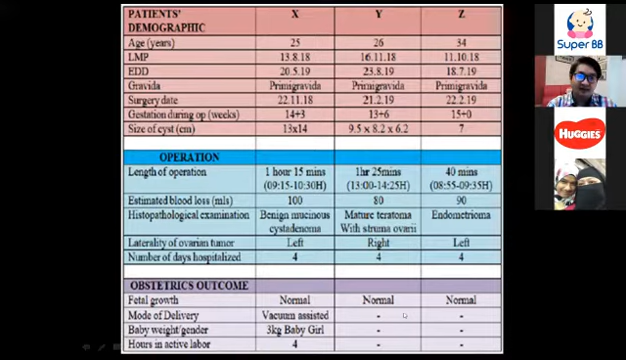 PATIENTS' DEMOGRAPHIC X Y Z
Age (years) 25 26 34
LMP 13.8.18 16.11.18 11.10.18
EDD 20.5.19 23.8.19 18.7.19
Gravida Primigravida Primigravida Primigravida
Surgery date 22.11.18 21.2.19 22.2.19
Gestation during op (weeks) 14+3 13+6 15+0
Size of cyst (cm) 13x14 9.5 x 8.2 x 6.2 7
OPERATION
Length of operation 1 hour 15 mins 1hr 25mins 40 mins
(09:15-10:30H) (13:00-14:25H) (08:55-09:35H)
Estimated blood loss (mls) 100 80 90
Histopathological examination Benign mucinous Mature teratoma Endometrioma
cystadenoma With struma ovarii
Laterality of ovarian tumor Left Right Left
Number of days hospitalized 4 4 4
OBSTETRICS OUTCOME
Fetal growth Normal Normal Normal
Mode of Delivery Vacuum assisted - -
Baby weight/gender 3kg Baby Girl - -
Hours in active labor 4 - -
Super BB
HUGGIES